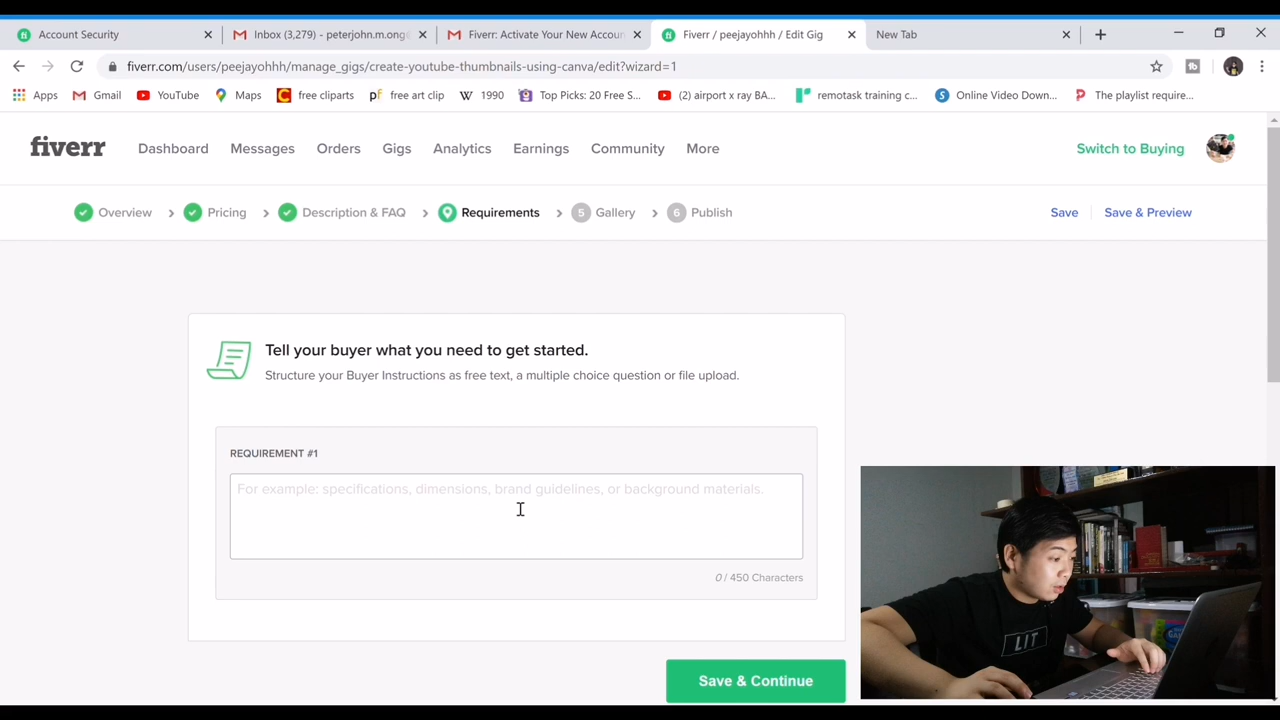 Account Security
Inbox (3,279) - peterjohn.m.ong
Fiverr: Activate Your New Accoun
Fiverr / peejayohhh / Edit Gig
New Tab
fiverr.com/users/peejayohhh/manage_gigs/create-youtube-thumbnails-using-canva/edit?wizard=1
Apps
Gmail
YouTube
Maps
free cliparts
free art clip
1990
Top Picks: 20 Free S...
(2) airport x ray BA...
remotask training c...
Online Video Down...
The playlist require...
fiverr
Dashboard
Messages
Orders
Gigs
Analytics
Earnings
Community
More
Switch to Buying
Overview
Pricing
Description & FAQ
Requirements
5 Gallery
6 Publish
Save
Save & Preview
Tell your buyer what you need to get started.
Structure your Buyer Instructions as free text, a multiple choice question or file upload.
REQUIREMENT #1
For example: specifications, dimensions, brand guidelines, or background materials.
0 / 450 Characters
Save & Continue
LIT